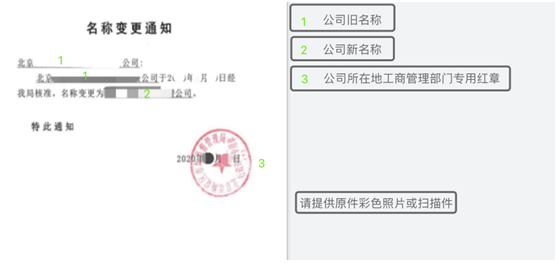 名称变更通知
北京 1 公司:
北京 1 公司于2 年 月 日经
我局核准,名称变更为 2 公司。
特此通知
2020年 月 日
3
1 公司旧名称
2 公司新名称
3 公司所在地工商管理部门专用红章
请提供原件彩色照片或扫描件